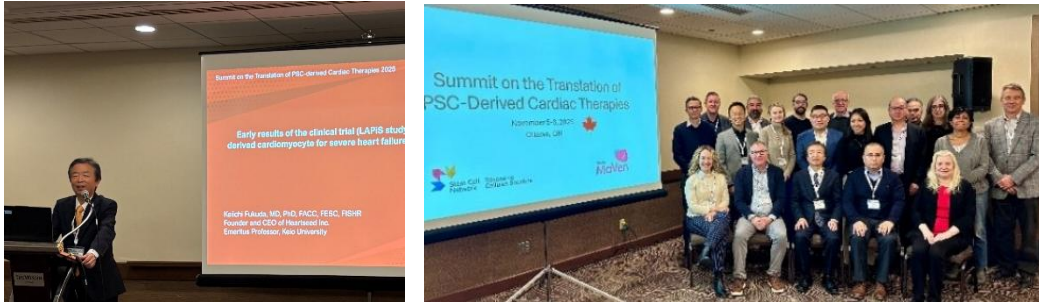 Summit on the Translation of PSC-derived Cardiac Therapies 2025
Early results of the clinical trial (LAPiS study
derived cardiomyocyte for severe heart failure
Keiichi Fukuda, MD, PhD, FACC, FESC, FISHR
Founder and CEO of Heartseed Inc.
Emeritus Professor, Keio University
THE WESTIN
Summit on the Translation of
PSC-Derived Cardiac Therapies
November 5-6, 2025
Ottawa, ON
Stem Cell
Network
MaVen